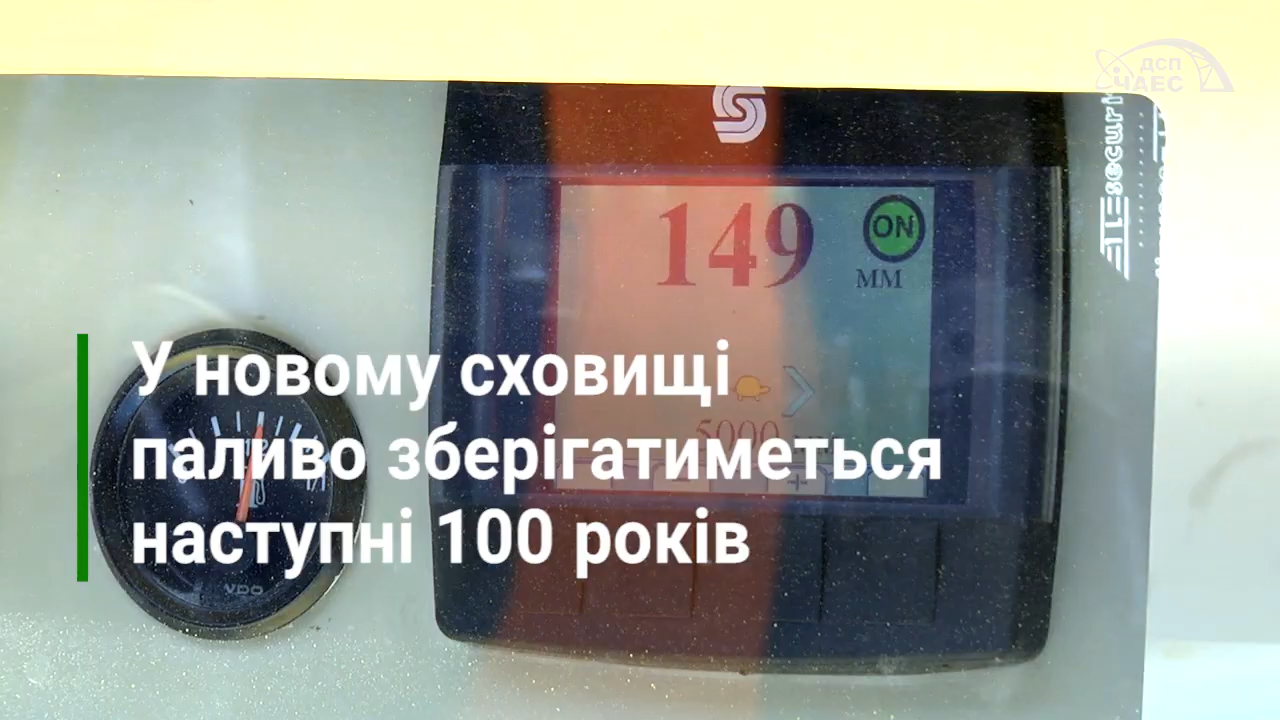 ДСП
ЧАЕС
149
ON
MM
У новому сховищі
паливо зберігатиметься
наступні 100 років
5000
VDO